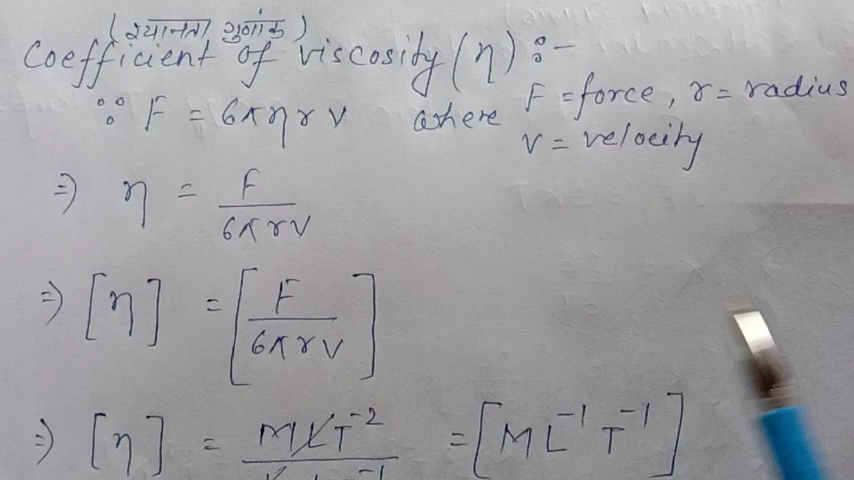 (श्यानता गुणांक)
Coefficient of viscosity (η) :-
∵ F = 6πηrv where F = force, r = radius
v = velocity
⇒ η = F / 6πrv
⇒ [η] = [F / 6πrv]
⇒ [η] = MLT⁻² / = [ML⁻¹T⁻¹]